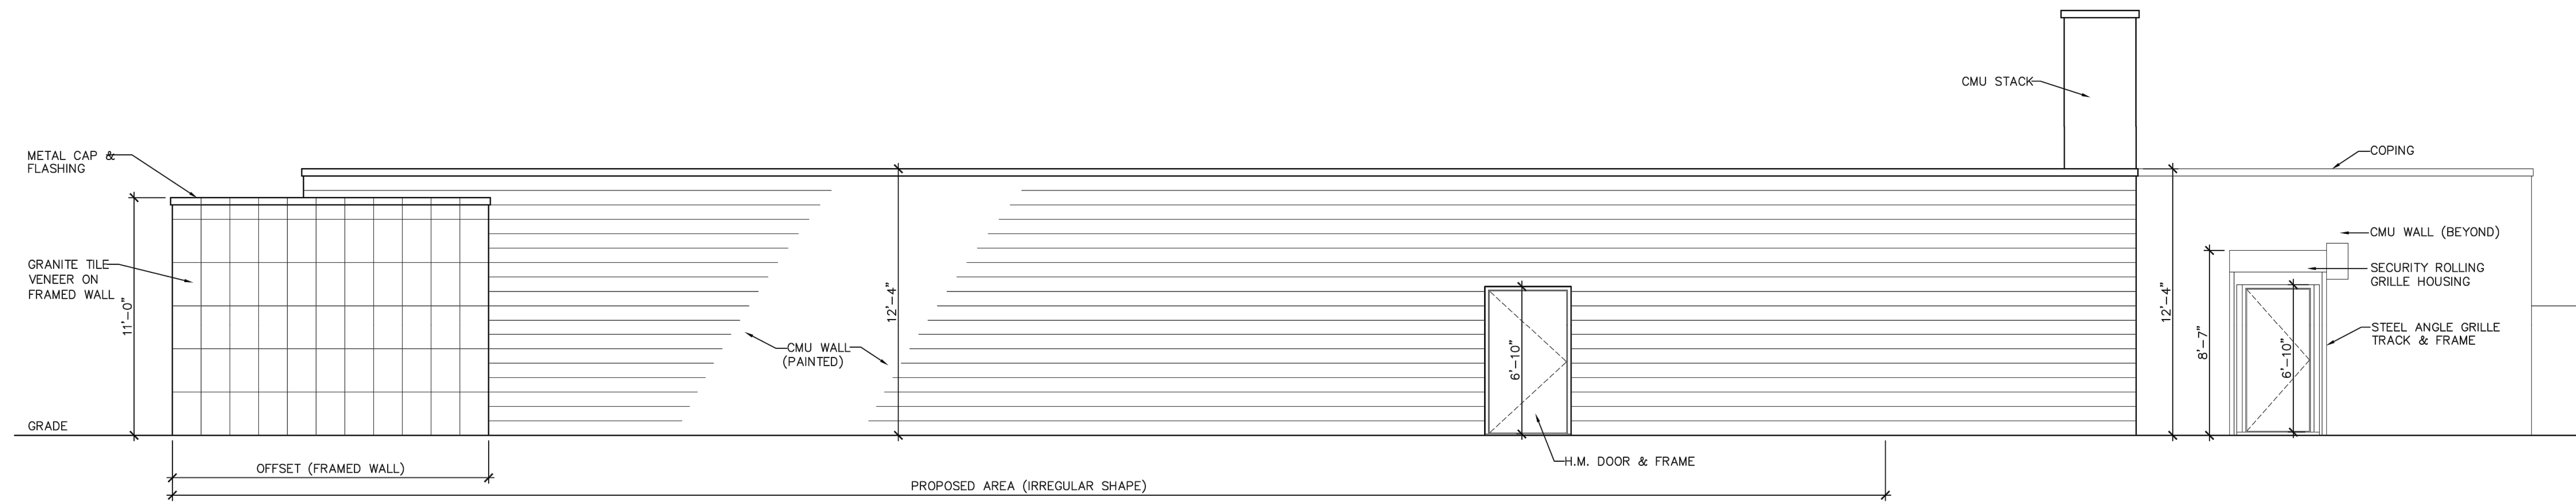 CMU STACK
METAL CAP &
FLASHING
COPING
CMU WALL (BEYOND)
GRANITE TILE
VENEER ON
FRAMED WALL
SECURITY ROLLING
GRILLE HOUSING
11'-0"
12'-4"
12'-4"
8'-7"
STEEL ANGLE GRILLE
TRACK & FRAME
CMU WALL
(PAINTED)
6'-10"
6'-10"
GRADE
H.M. DOOR & FRAME
OFFSET (FRAMED WALL)
PROPOSED AREA (IRREGULAR SHAPE)